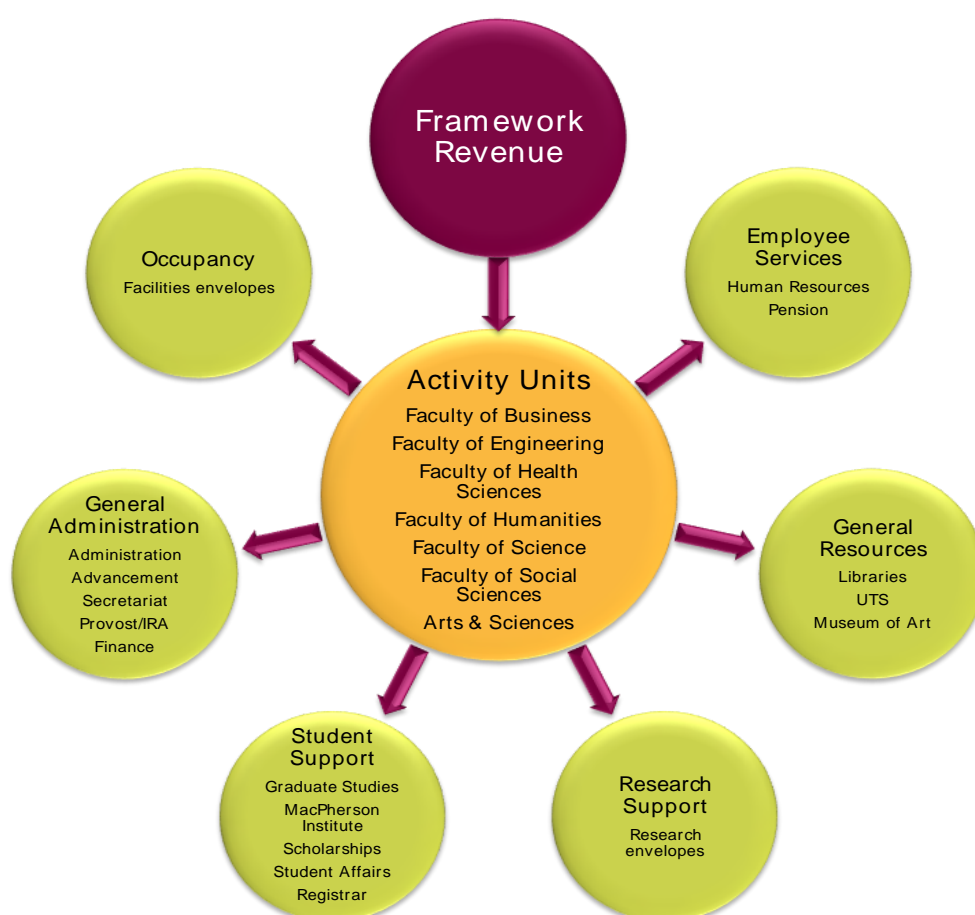 Framework
Revenue
Occupancy
Facilities envelopes
Employee
Services
Human Resources
Pension
Activity Units
Faculty of Business
Faculty of Engineering
Faculty of Health
Sciences
Faculty of Humanities
Faculty of Science
Faculty of Social
Sciences
Arts & Sciences
General
Administration
Administration
Advancement
Secretariat
Provost/IRA
Finance
General
Resources
Libraries
UTS
Museum of Art
Student
Support
Graduate Studies
MacPherson
Institute
Scholarships
Student Affairs
Registrar
Research
Support
Research
envelopes